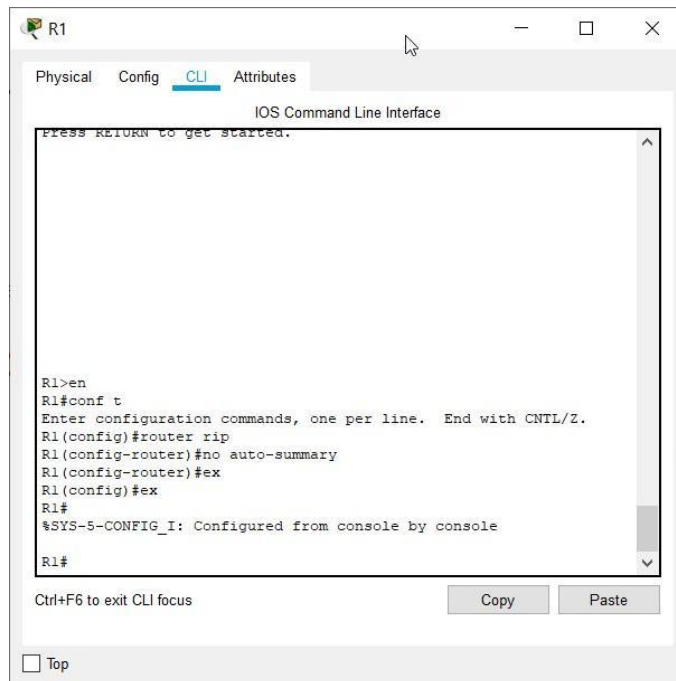 R1
Physical Config CLI Attributes
IOS Command Line Interface
Press RETURN to get started.
R1>en
R1#conf t
Enter configuration commands, one per line.  End with CNTL/Z.
R1(config)#router rip
R1(config-router)#no auto-summary
R1(config-router)#ex
R1(config)#ex
R1#
%SYS-5-CONFIG_I: Configured from console by console
R1#
Ctrl+F6 to exit CLI focus
Copy Paste
Top